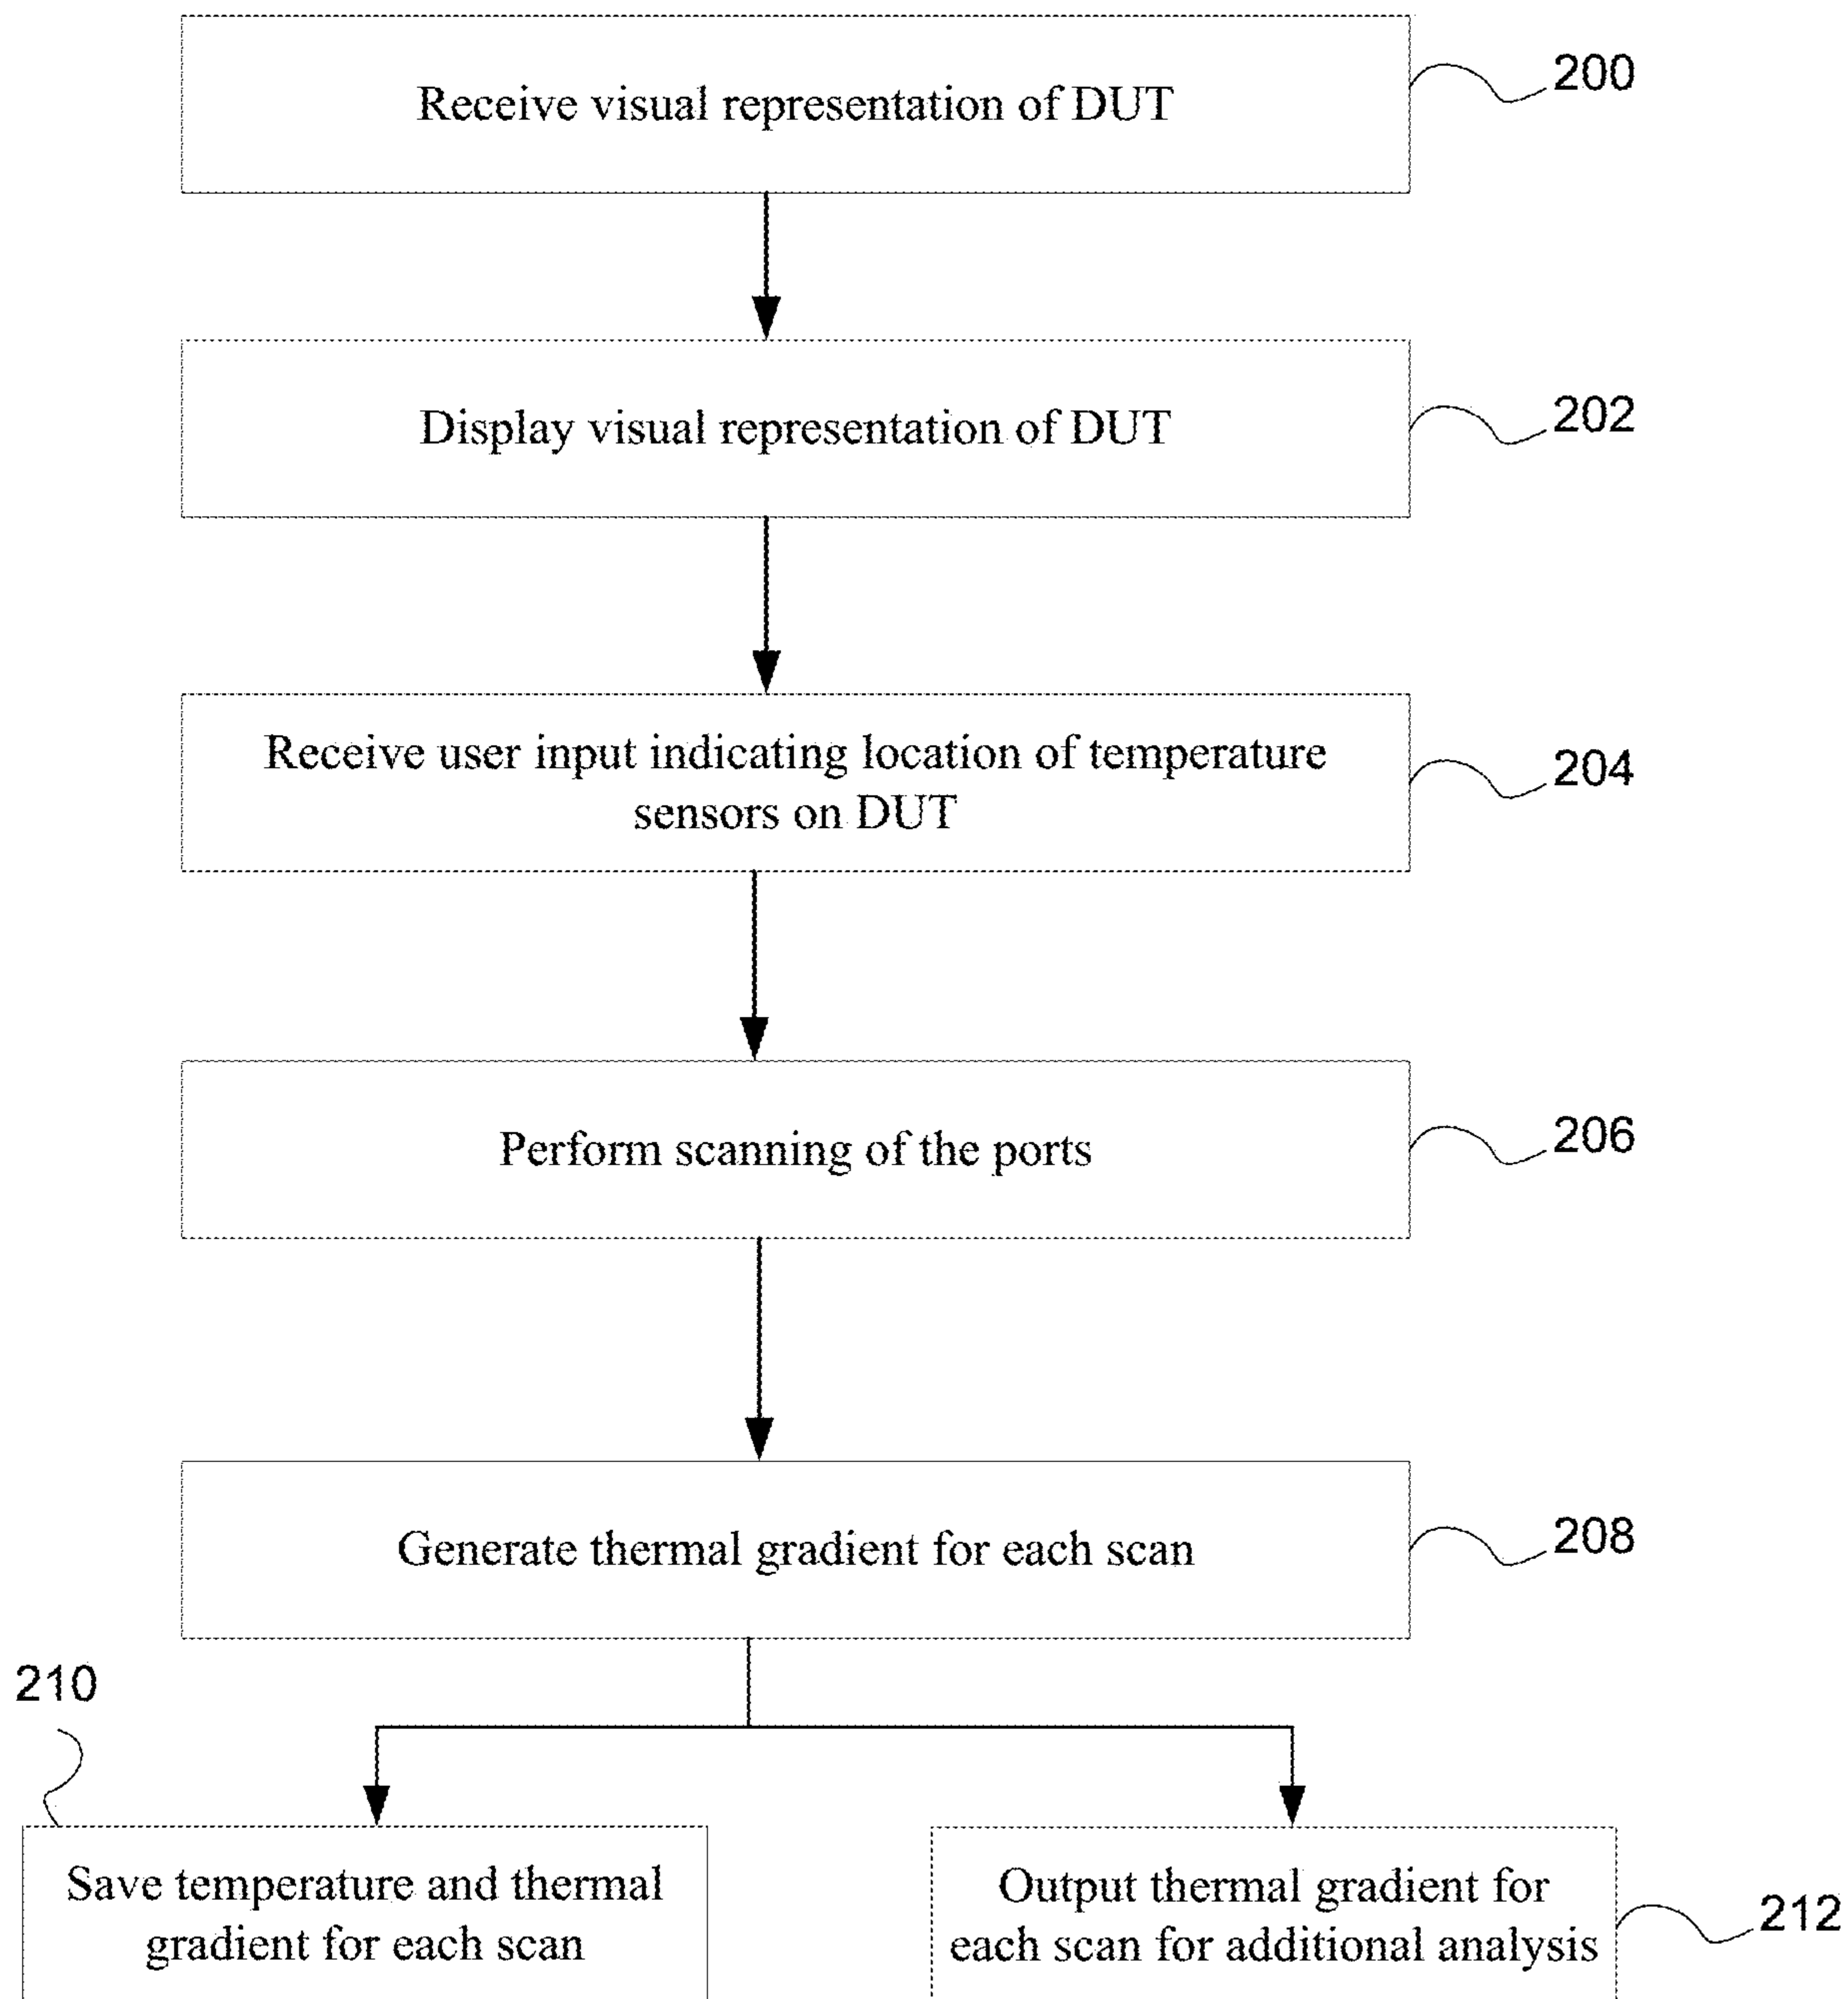 Receive visual representation of DUT
200
Display visual representation of DUT
202
Receive user input indicating location of temperature
sensors on DUT
204
Perform scanning of the ports
206
Generate thermal gradient for each scan
208
210
Save temperature and thermal
gradient for each scan
Output thermal gradient for
each scan for additional analysis
212